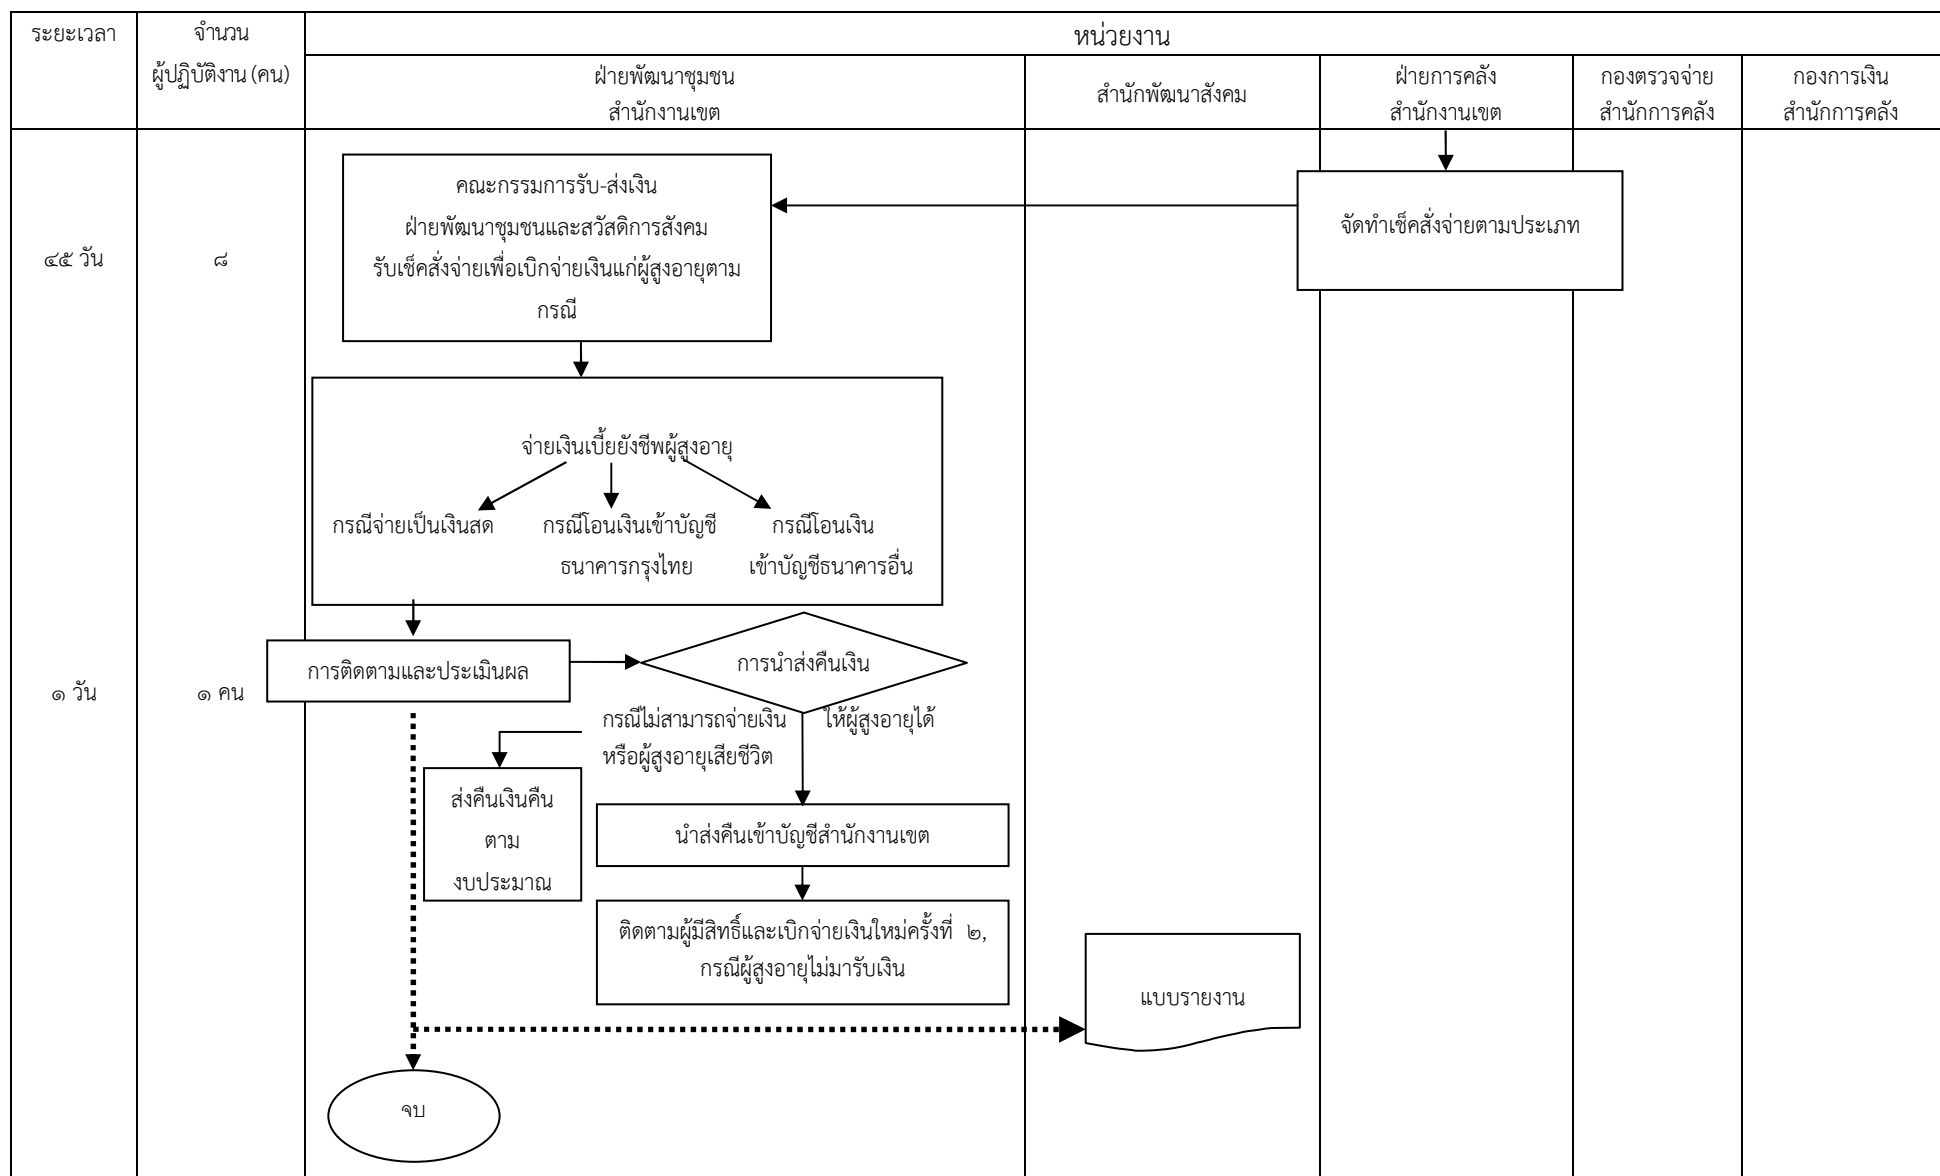 ระยะเวลา
จำนวน
ผู้ปฏิบัติงาน (คน)
หน่วยงาน
ฝ่ายพัฒนาชุมชน
สำนักงานเขต
สำนักพัฒนาสังคม
ฝ่ายการคลัง
สำนักงานเขต
กองตรวจจ่าย
สำนักการคลัง
กองการเงิน
สำนักการคลัง
๔๕ วัน
๘
คณะกรรมการรับ-ส่งเงิน
ฝ่ายพัฒนาชุมชนและสวัสดิการสังคม
รับเช็คสั่งจ่ายเพื่อเบิกจ่ายเงินแก่ผู้สูงอายุตาม
กรณี
จัดทำเช็คสั่งจ่ายตามประเภท
จ่ายเงินเบี้ยยังชีพผู้สูงอายุ
กรณีจ่ายเป็นเงินสด
กรณีโอนเงินเข้าบัญชี
ธนาคารกรุงไทย
กรณีโอนเงิน
เข้าบัญชีธนาคารอื่น
๑ วัน
๑ คน
การติดตามและประเมินผล
การนำส่งคืนเงิน
กรณีไม่สามารถจ่ายเงิน ให้ผู้สูงอายุได้
หรือผู้สูงอายุเสียชีวิต
ส่งคืนเงินคืน
ตาม
งบประมาณ
นำส่งคืนเข้าบัญชีสำนักงานเขต
ติดตามผู้มีสิทธิ์และเบิกจ่ายเงินใหม่ครั้งที่ ๒,
กรณีผู้สูงอายุไม่มารับเงิน
แบบรายงาน
จบ